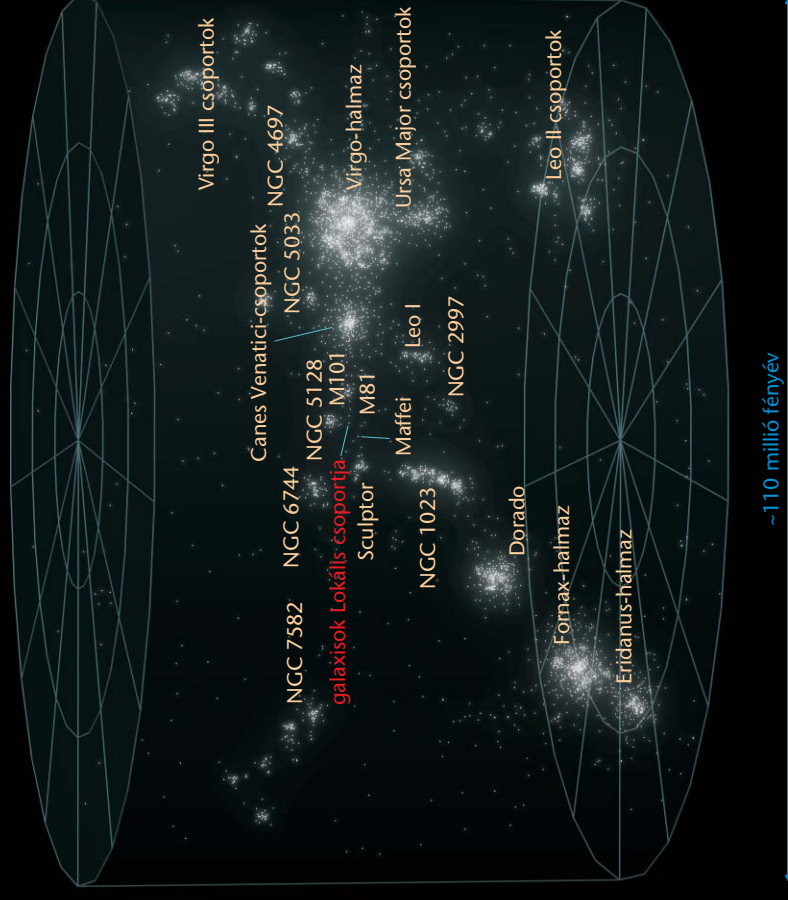 Virgo III csoportok
Canes Venatici-csoportok
NGC 4697
NGC 7582
NGC 6744
NGC 5033
NGC 5128
galaxisok Lokális csoportja
M101
Virgo-halmaz
Sculptor
M81
Maffei
Ursa Major csoportok
Leo I
NGC 1023
NGC 2997
Dorado
Leo II csoportok
Fornax-halmaz
Eridanus-halmaz
~110 millió fényév